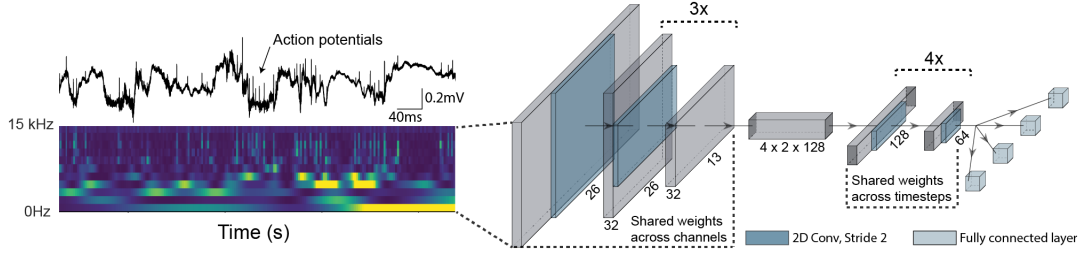 Action potentials
0.2mV
40ms
15 kHz
0Hz
Time (s)
3x
26
32
26
32
13
Shared weights
across channels
4 x 2 x 128
4x
128
64
Shared weights
across timesteps
2D Conv, Stride 2
Fully connected layer